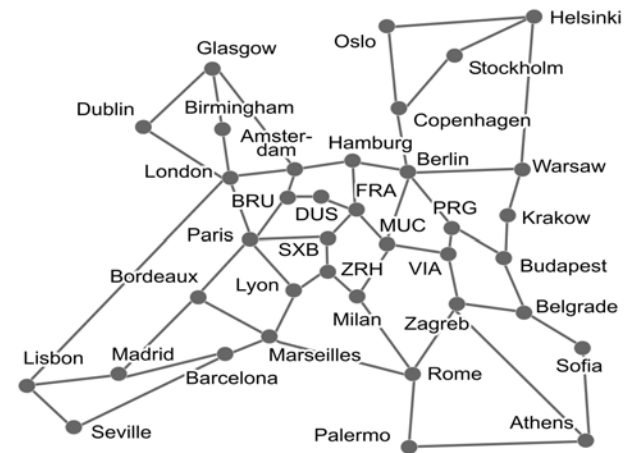 Helsinki
Oslo
Glasgow
Stockholm
Dublin
Birmingham
Copenhagen
Amster-
dam
Hamburg
Berlin
London
Warsaw
BRU
DUS
FRA
PRG
Krakow
Paris
SXB
MUC
Bordeaux
Lyon
ZRH
VIA
Budapest
Milan
Zagreb
Belgrade
Lisbon
Madrid
Marseilles
Barcelona
Rome
Sofia
Seville
Palermo
Athens